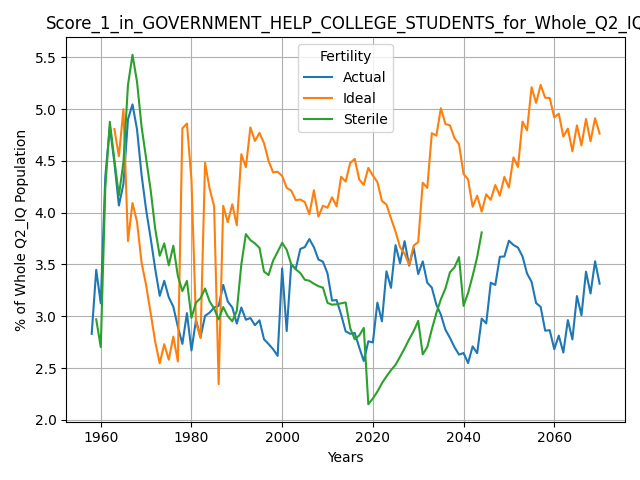 Score_1_in_GOVERNMENT_HELP_COLLEGE_STUDENTS_for_Whole_Q2_IQ
Fertility
Actual
Ideal
Sterile
% of Whole Q2_IQ Population
5.5
5.0
4.5
4.0
3.5
3.0
2.5
2.0
1960
1980
2000
2020
2040
2060
Years